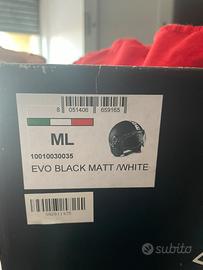 8 051406 659165
ML
10010030035
EVO BLACK MATT /WHITE
subito